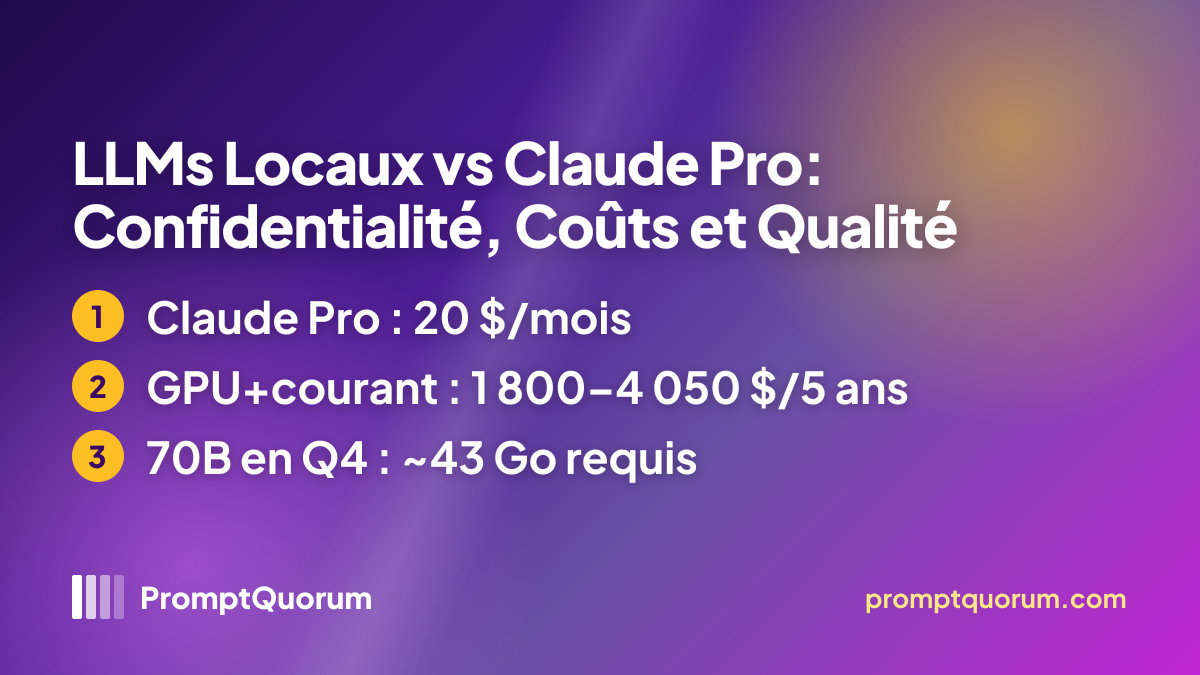 LLMs Locaux vs Claude Pro:
Confidentialité, Coûts et Qualité
1 Claude Pro : 20 $/mois
2 GPU+courant : 1 800–4 050 $/5 ans
3 70B en Q4 : ~43 Go requis
PromptQuorum
promptquorum.com